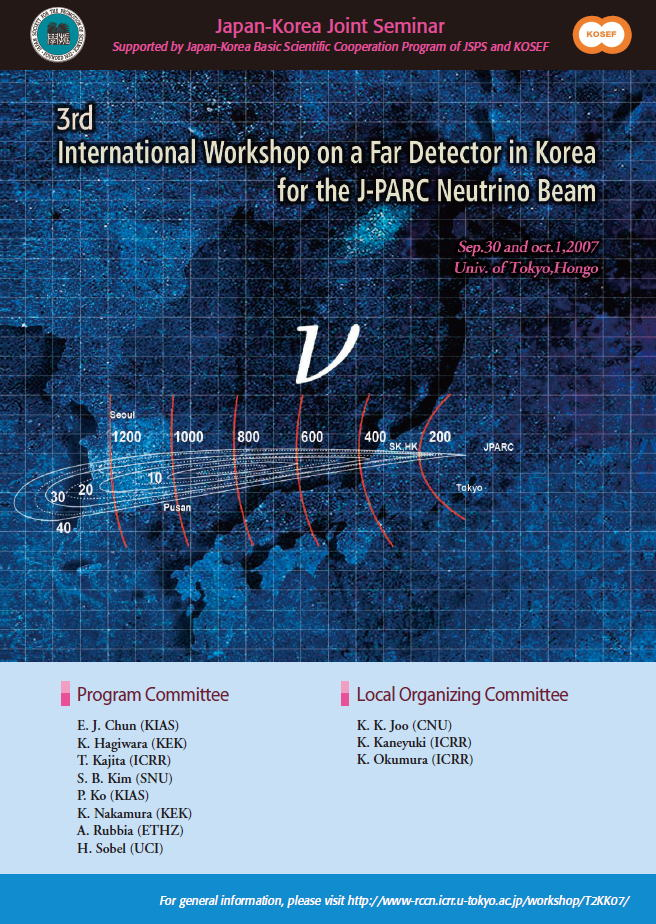 Japan-Korea Joint Seminar
Supported by Japan-Korea Basic Scientific Cooperation Program of JSPS and KOSEF
KOSEF
3rd
International Workshop on a Far Detector in Korea
for the J-PARC Neutrino Beam
Sep.30 and oct.1,2007
Univ. of Tokyo,Hongo
ν
Seoul
1200 1000 800 600 400 200
SK,HK
JPARC
10
20
30
40
Pusan
Tokyo
Program Committee
E. J. Chun (KIAS)
K. Hagiwara (KEK)
T. Kajita (ICRR)
S. B. Kim (SNU)
P. Ko (KIAS)
K. Nakamura (KEK)
A. Rubbia (ETHZ)
H. Sobel (UCI)
Local Organizing Committee
K. K. Joo (CNU)
K. Kaneyuki (ICRR)
K. Okumura (ICRR)
For general information, please visit http://www-rccn.icrr.u-tokyo.ac.jp/workshop/T2KK07/